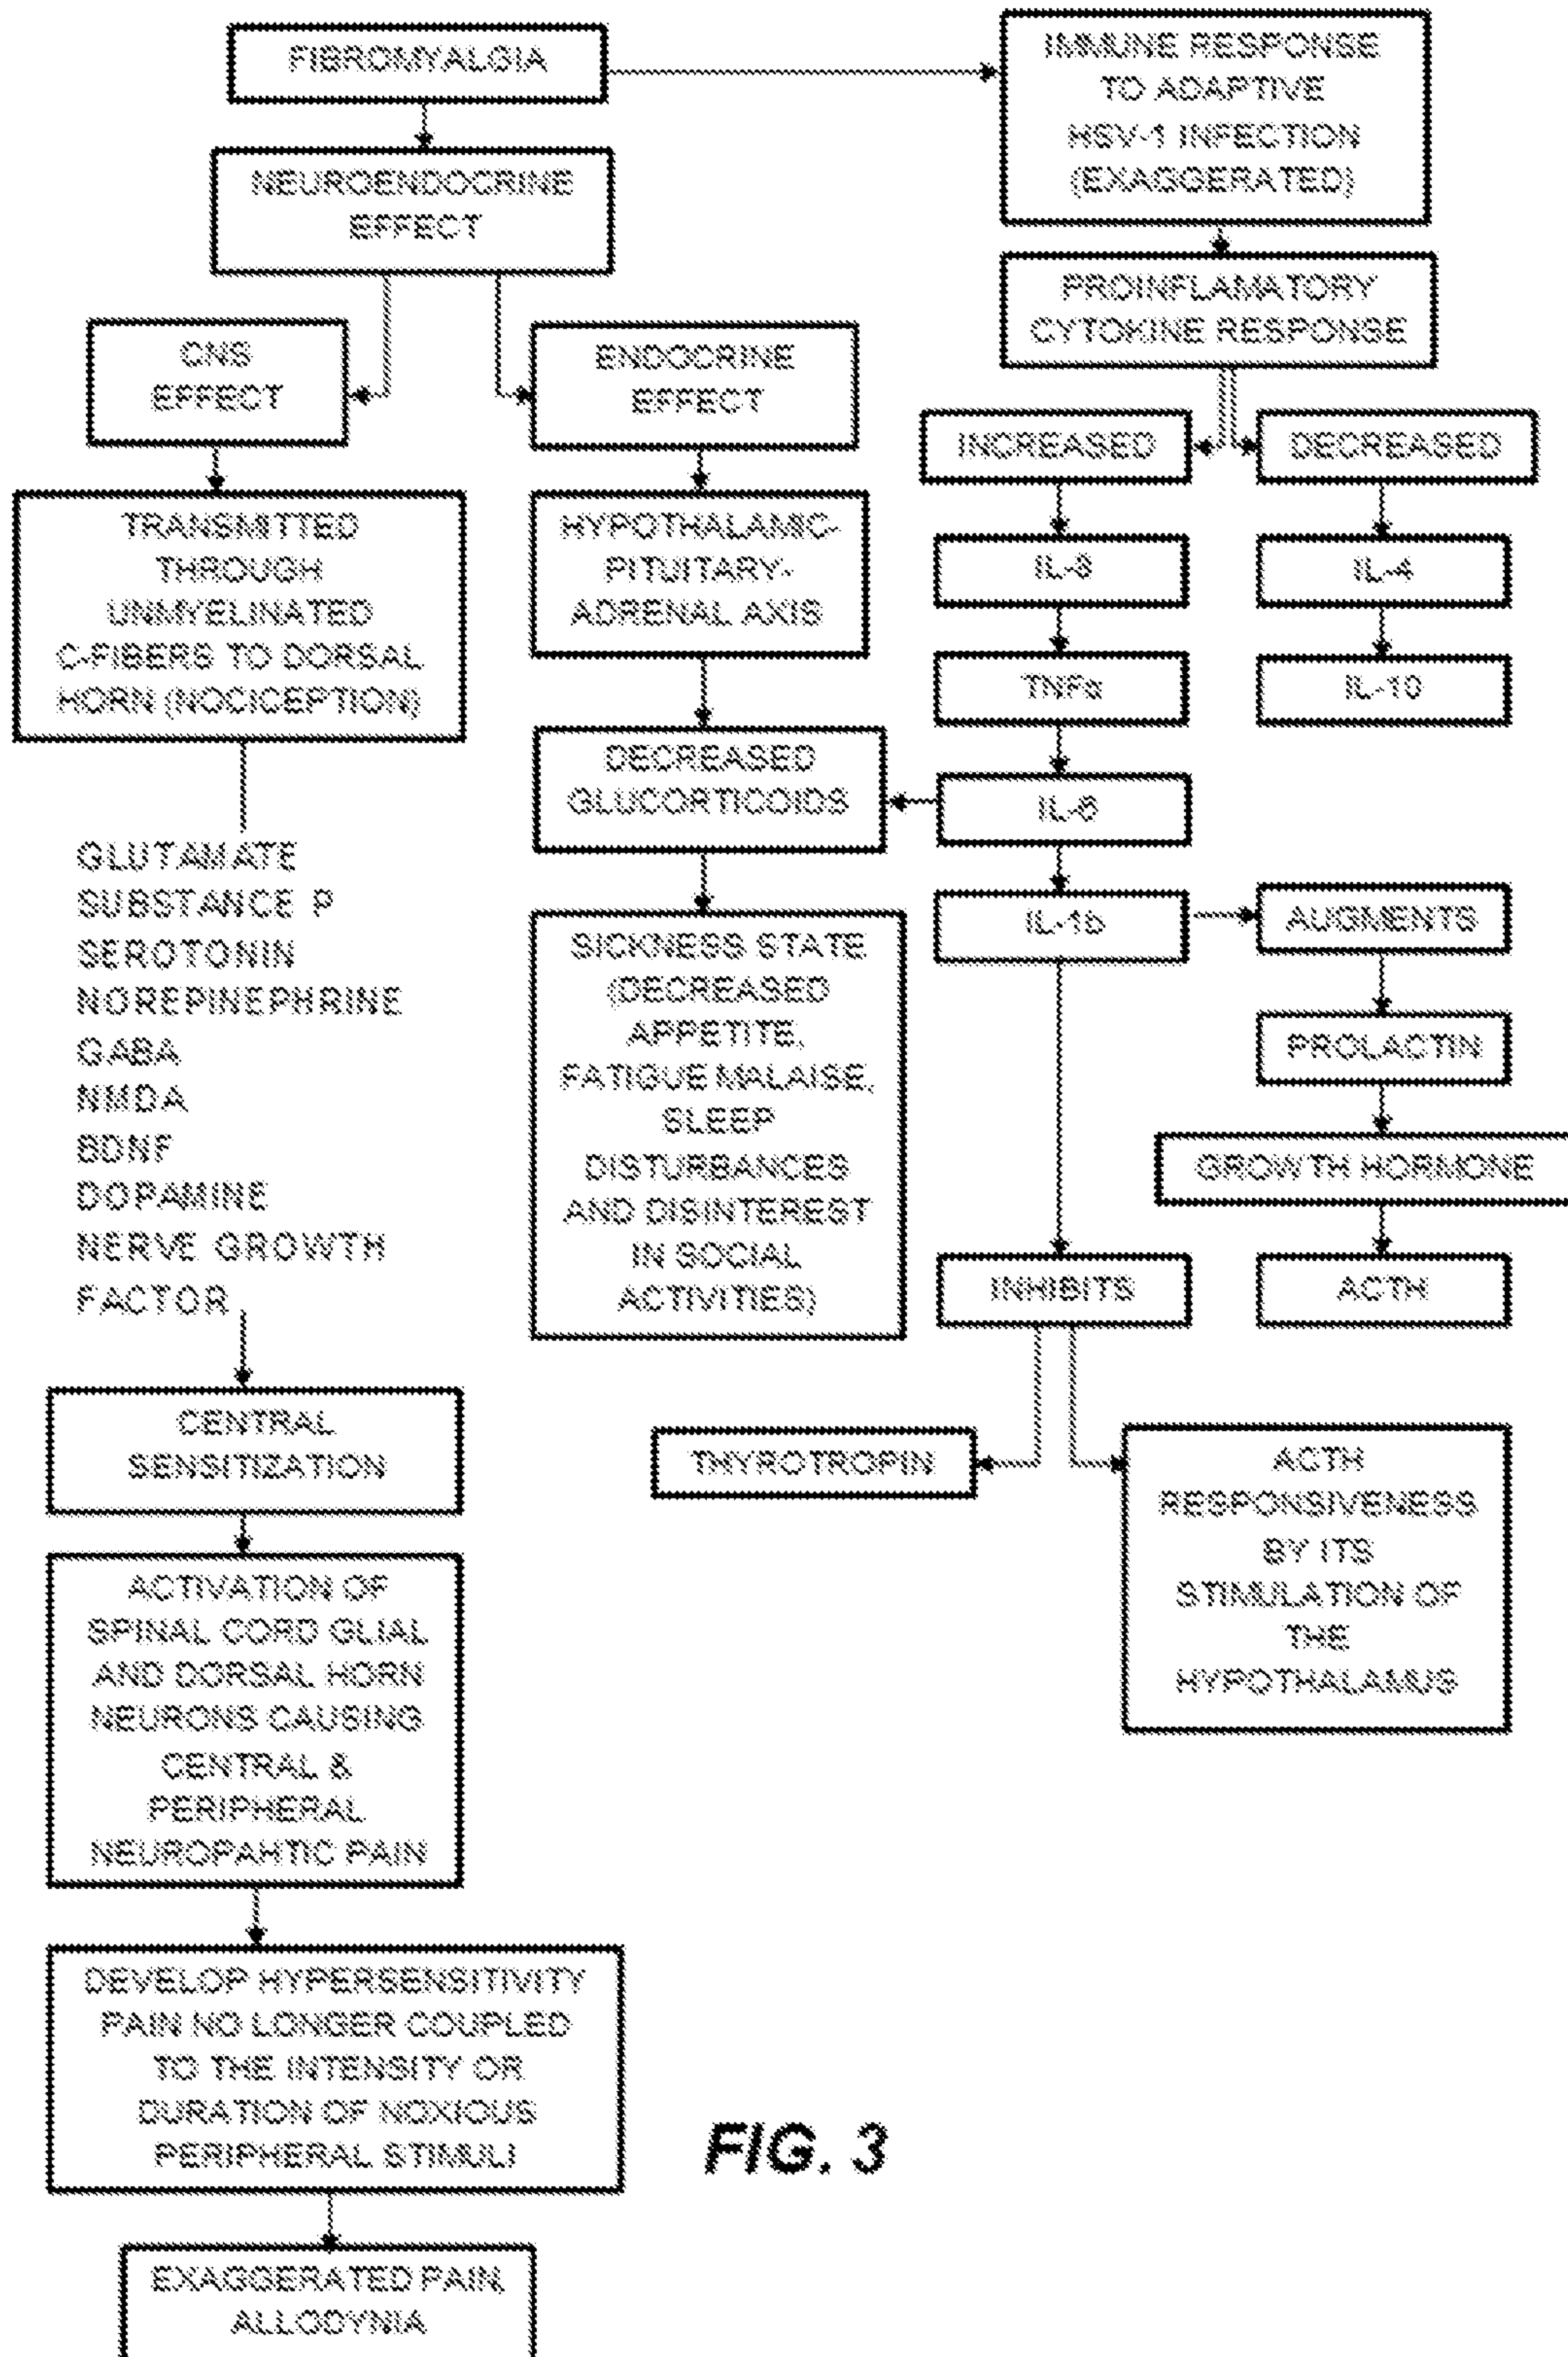 FIBROMYALGIA
IMMUNE RESPONSE
TO ADAPTIVE
HSV-1 INFECTION
(EXAGGERATED)
NEUROENDOCRINE
EFFECT
PROINFLAMATORY
CYTOKINE RESPONSE
CNS
EFFECT
ENDOCRINE
EFFECT
INCREASED
DECREASED
TRANSMITTED
THROUGH
UNMYELINATED
C-FIBERS TO DORSAL
HORN (NOCICEPTION)
HYPOTHALAMIC-
PITUITARY-
ADRENAL AXIS
IL-8
IL-4
TNFα
IL-10
DECREASED
GLUCORTICOIDS
IL-6
IL-1b
AUGMENTS
GLUTAMATE
SUBSTANCE P
SEROTONIN
NOREPINEPHRINE
GABA
NMDA
BDNF
DOPAMINE
NERVE GROWTH
FACTOR
SICKNESS STATE
(DECREASED
APPETITE,
FATIGUE MALAISE,
SLEEP
DISTURBANCES
AND DISINTEREST
IN SOCIAL
ACTIVITIES)
PROLACTIN
GROWTH HORMONE
INHIBITS
ACTH
CENTRAL
SENSITIZATION
THYROTROPIN
ACTH
RESPONSIVENESS
BY ITS
STIMULATION OF
THE
HYPOTHALAMUS
ACTIVATION OF
SPINAL CORD GLIAL
AND DORSAL HORN
NEURONS CAUSING
CENTRAL &
PERIPHERAL
NEUROPAHTIC PAIN
DEVELOP HYPERSENSITIVITY
PAIN NO LONGER COUPLED
TO THE INTENSITY OR
DURATION OF NOXIOUS
PERIPHERAL STIMULI
FIG. 3
EXAGGERATED PAIN,
ALLODYNIA